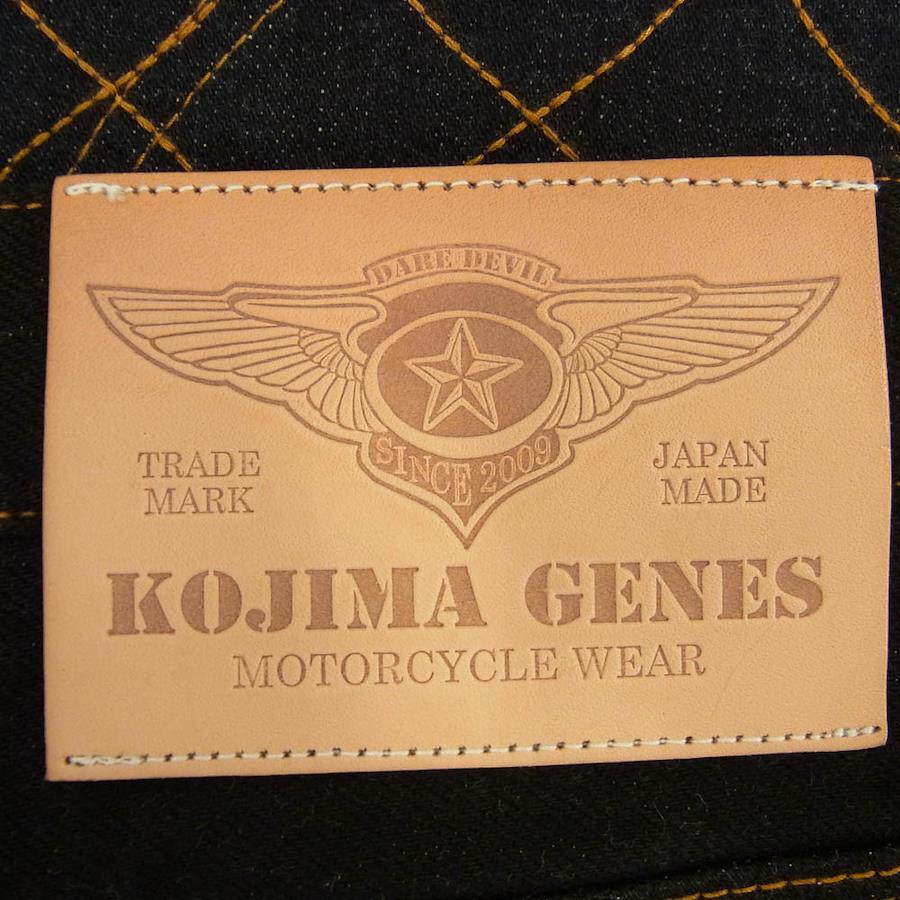 DARE DEVIL
SINCE 2009
TRADE
MARK
JAPAN
MADE
KOJIMA GENES
MOTORCYCLE WEAR